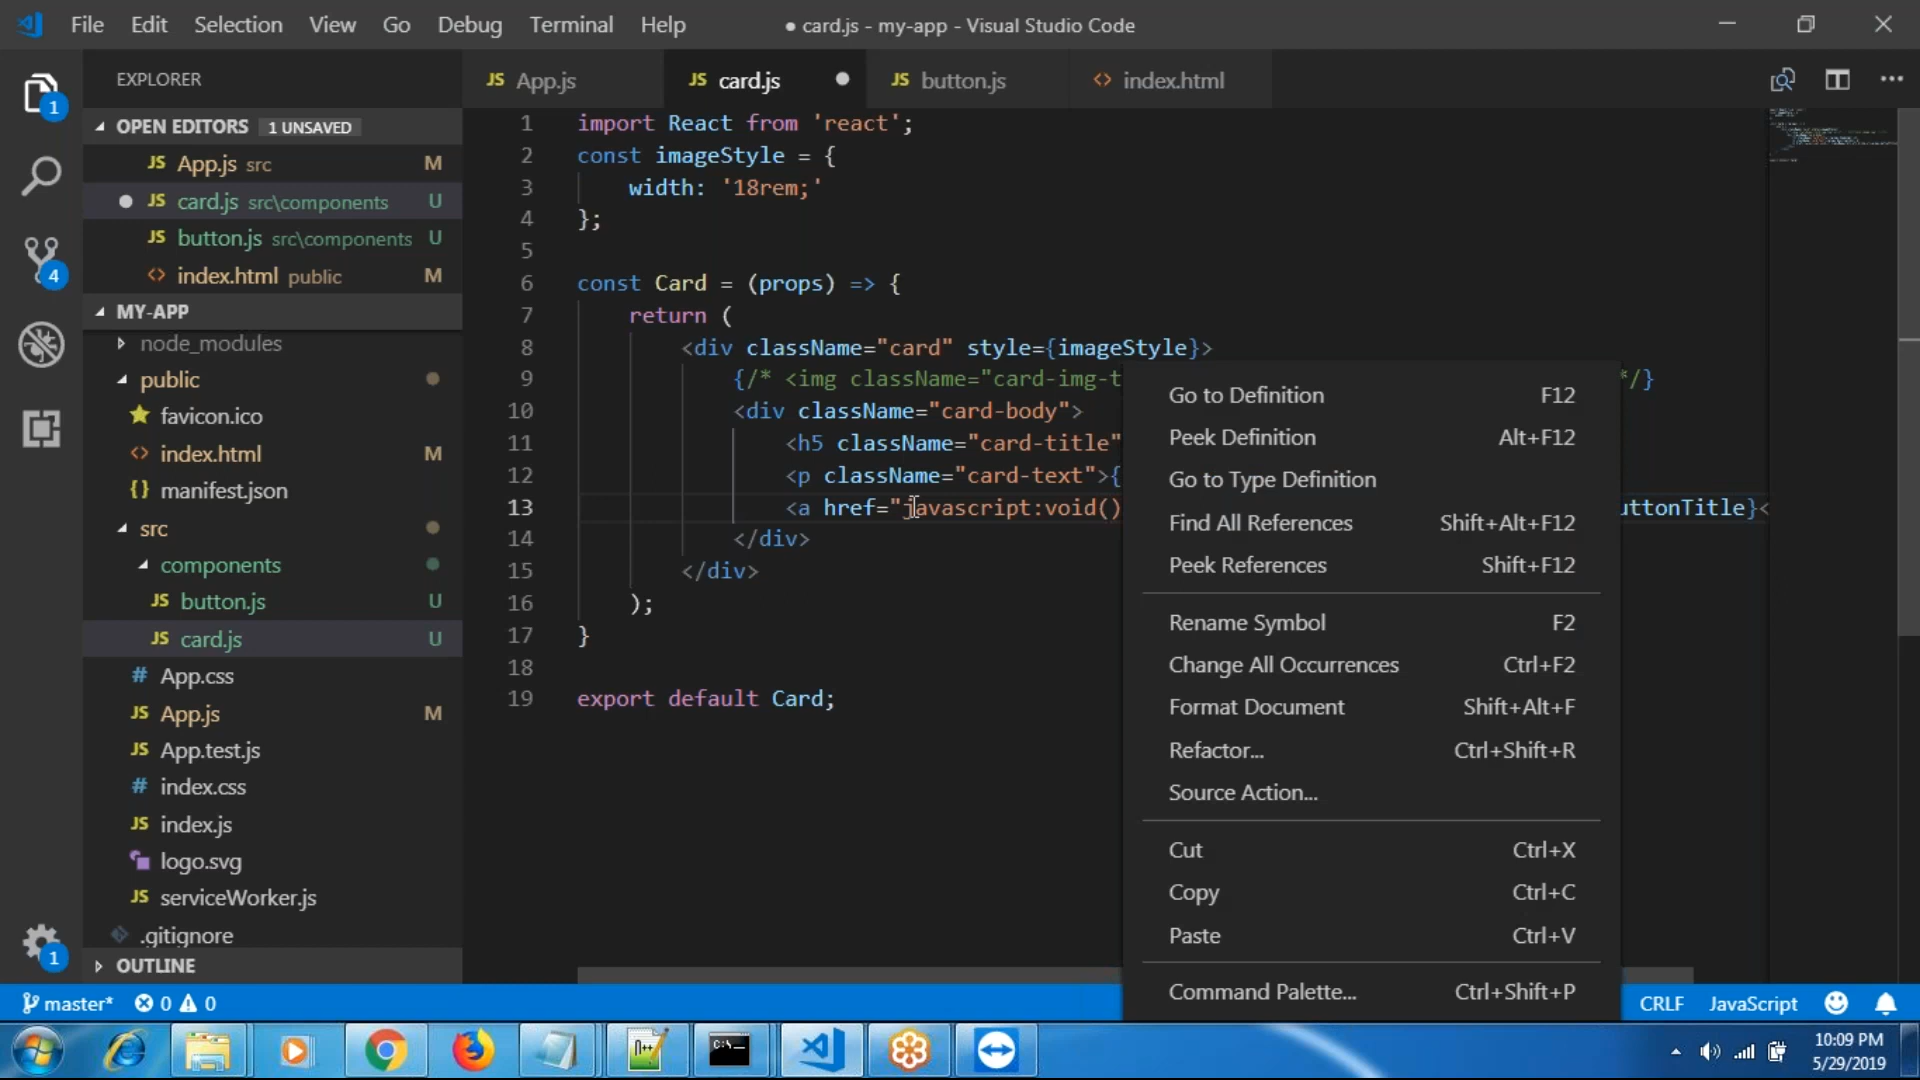 File Edit Selection View Go Debug Terminal Help
● card.js - my-app - Visual Studio Code
EXPLORER
OPEN EDITORS 1 UNSAVED
JS App.js src M
JS card.js src\components U
JS button.js src\components U
<> index.html public M
MY-APP
node_modules
public
favicon.ico
<> index.html M
{} manifest.json
src
components
JS button.js U
JS card.js U
# App.css
JS App.js M
JS App.test.js
# index.css
JS index.js
logo.svg
JS serviceWorker.js
.gitignore
OUTLINE
1
4
1
JS App.js
JS card.js
JS button.js
<> index.html
1 import React from 'react';
2 const imageStyle = {
3 width: '18rem;'
4 };
5
6 const Card = (props) => {
7 return (
8 <div className="card" style={imageStyle}>
9 {/* <img className="card-img-t */}
10 <div className="card-body">
11 <h5 className="card-title"
12 <p className="card-text">{
13 <a href="javascript:void() uttonTitle}<
14 </div>
15 </div>
16 );
17 }
18
19 export default Card;
Go to Definition F12
Peek Definition Alt+F12
Go to Type Definition
Find All References Shift+Alt+F12
Peek References Shift+F12
Rename Symbol F2
Change All Occurrences Ctrl+F2
Format Document Shift+Alt+F
Refactor... Ctrl+Shift+R
Source Action...
Cut Ctrl+X
Copy Ctrl+C
Paste Ctrl+V
Command Palette... Ctrl+Shift+P
master* 0 0
CRLF JavaScript
10:09 PM
5/29/2019